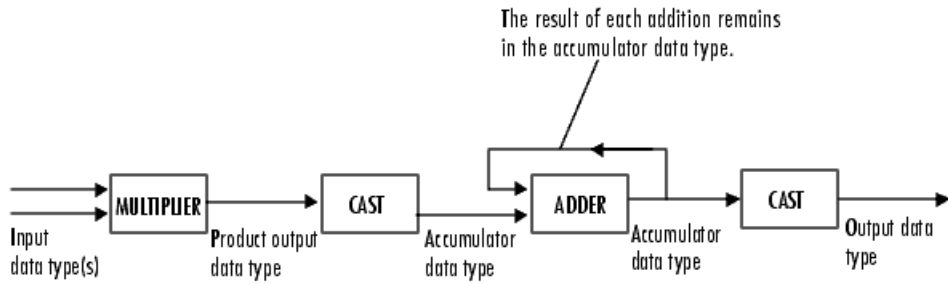 The result of each addition remains
in the accumulator data type.
MULTIPLIER
CAST
ADDER
CAST
Input
data type(s)
Product output
data type
Accumulator
data type
Accumulator
data type
Output data
type